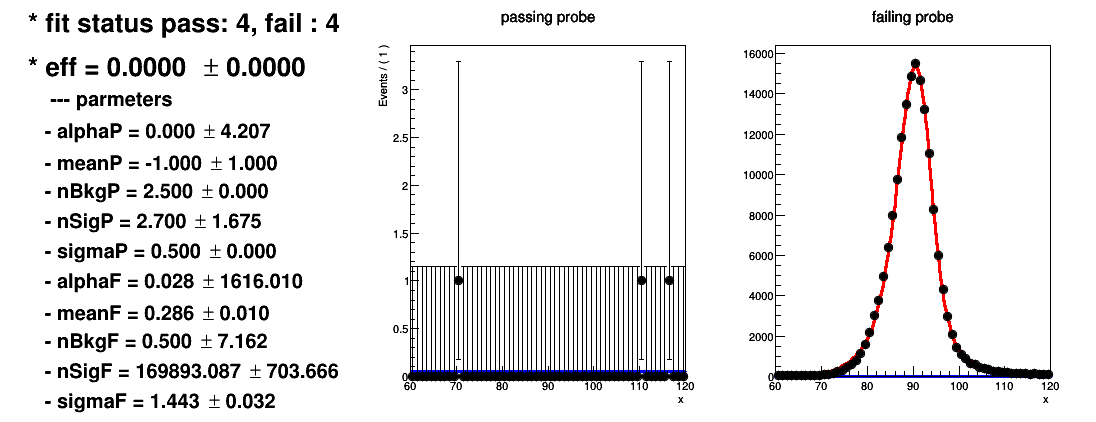 * fit status pass: 4, fail : 4
* eff = 0.0000 ± 0.0000
--- parmeters
- alphaP = 0.000 ± 4.207
- meanP = -1.000 ± 1.000
- nBkgP = 2.500 ± 0.000
- nSigP = 2.700 ± 1.675
- sigmaP = 0.500 ± 0.000
- alphaF = 0.028 ± 1616.010
- meanF = 0.286 ± 0.010
- nBkgF = 0.500 ± 7.162
- nSigF = 169893.087 ± 703.666
- sigmaF = 1.443 ± 0.032
passing probe
Events / ( 1 )
3
2.5
2
1.5
1
0.5
0
60 70 80 90 100 110 120
x
failing probe
16000
14000
12000
10000
8000
6000
4000
2000
0
60 70 80 90 100 110 120
x